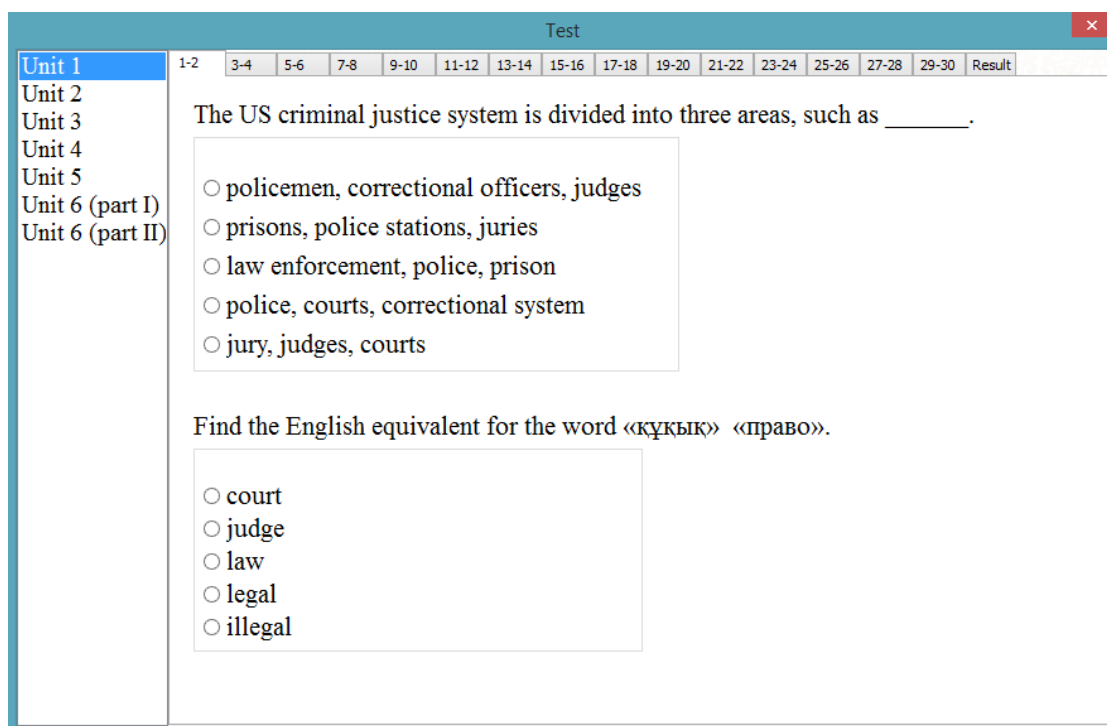 Test
Unit 1
Unit 2
Unit 3
Unit 4
Unit 5
Unit 6 (part I)
Unit 6 (part II)
1-2 3-4 5-6 7-8 9-10 11-12 13-14 15-16 17-18 19-20 21-22 23-24 25-26 27-28 29-30 Result
The US criminal justice system is divided into three areas, such as _______.
policemen, correctional officers, judges
prisons, police stations, juries
law enforcement, police, prison
police, courts, correctional system
jury, judges, courts
Find the English equivalent for the word «құқық» «право».
court
judge
law
legal
illegal